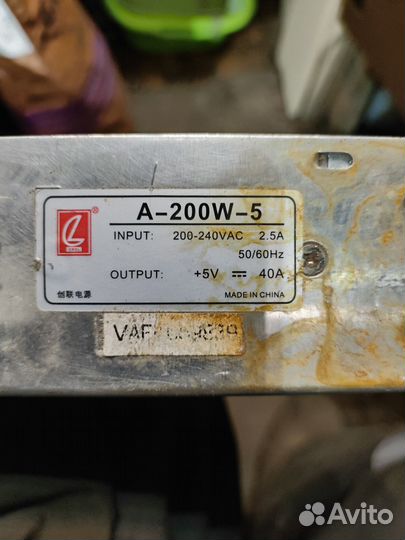 A-200W-5
INPUT: 200-240VAC 2.5A
50/60Hz
OUTPUT: +5V ⎓ 40A
创联电源
MADE IN CHINA
Avito